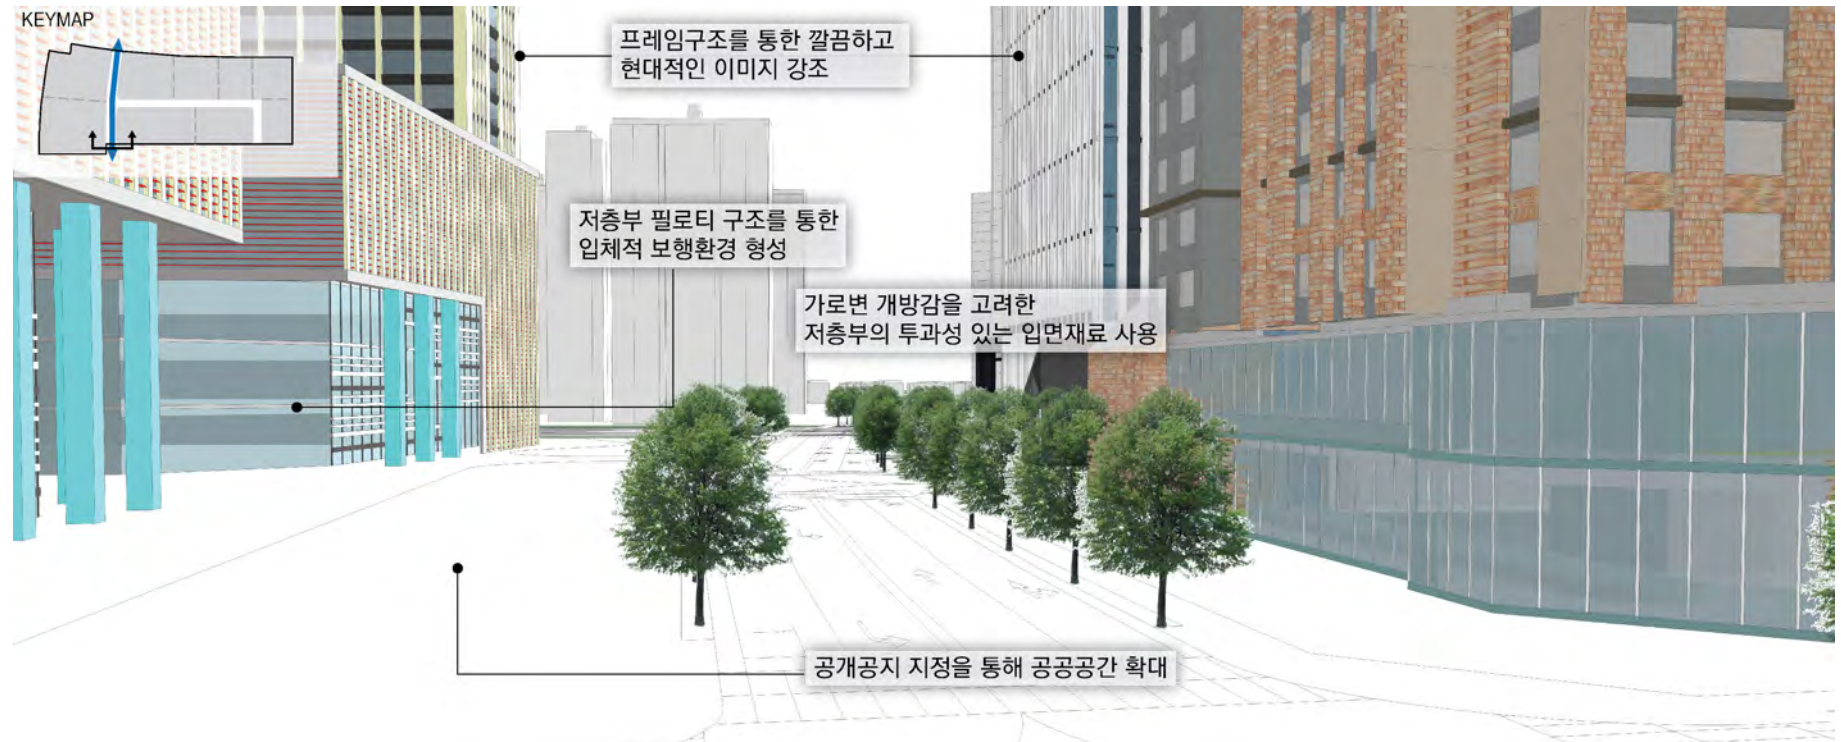 KEYMAP
프레임구조를 통한 깔끔하고
현대적인 이미지 강조
저층부 필로티 구조를 통한
입체적 보행환경 형성
가로변 개방감을 고려한
저층부의 투과성 있는 입면재료 사용
공개공지 지정을 통해 공공공간 확대